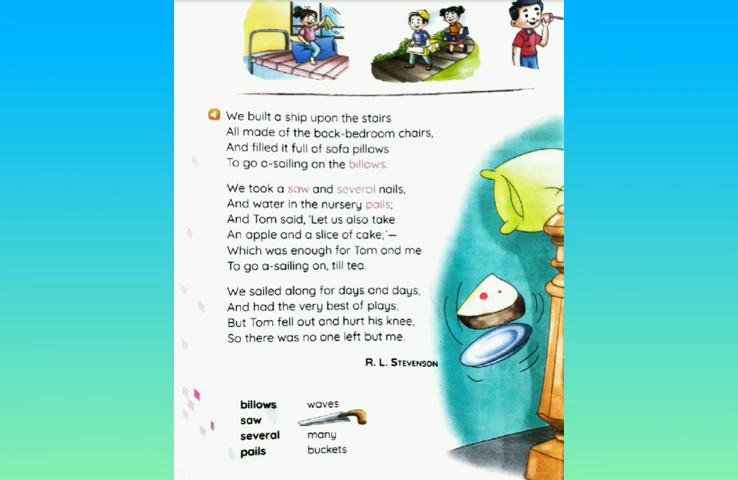 We built a ship upon the stairs
All made of the back-bedroom chairs,
And filled it full of sofa pillows
To go a-sailing on the billows.
We took a saw and several nails,
And water in the nursery pails;
And Tom said, 'Let us also take
An apple and a slice of cake;'—
Which was enough for Tom and me
To go a-sailing on, till tea.
We sailed along for days and days,
And had the very best of plays;
But Tom fell out and hurt his knee,
So there was no one left but me.
R. L. STEVENSON
billows waves
saw
several many
pails buckets